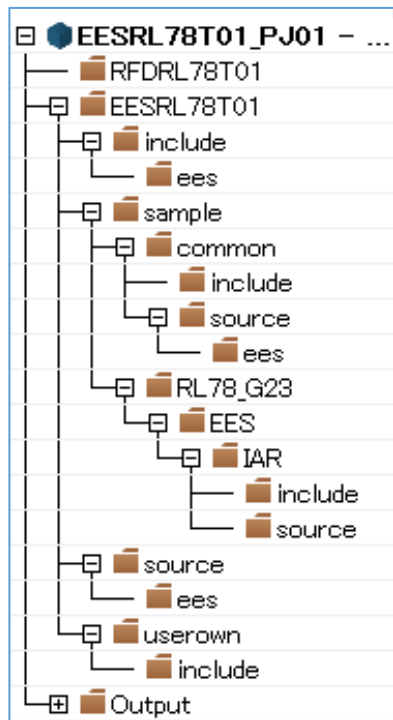 EESRL78T01_PJ01 - ...
RFDRL78T01
EESRL78T01
include
ees
sample
common
include
source
ees
RL78_G23
EES
IAR
include
source
source
ees
userown
include
Output